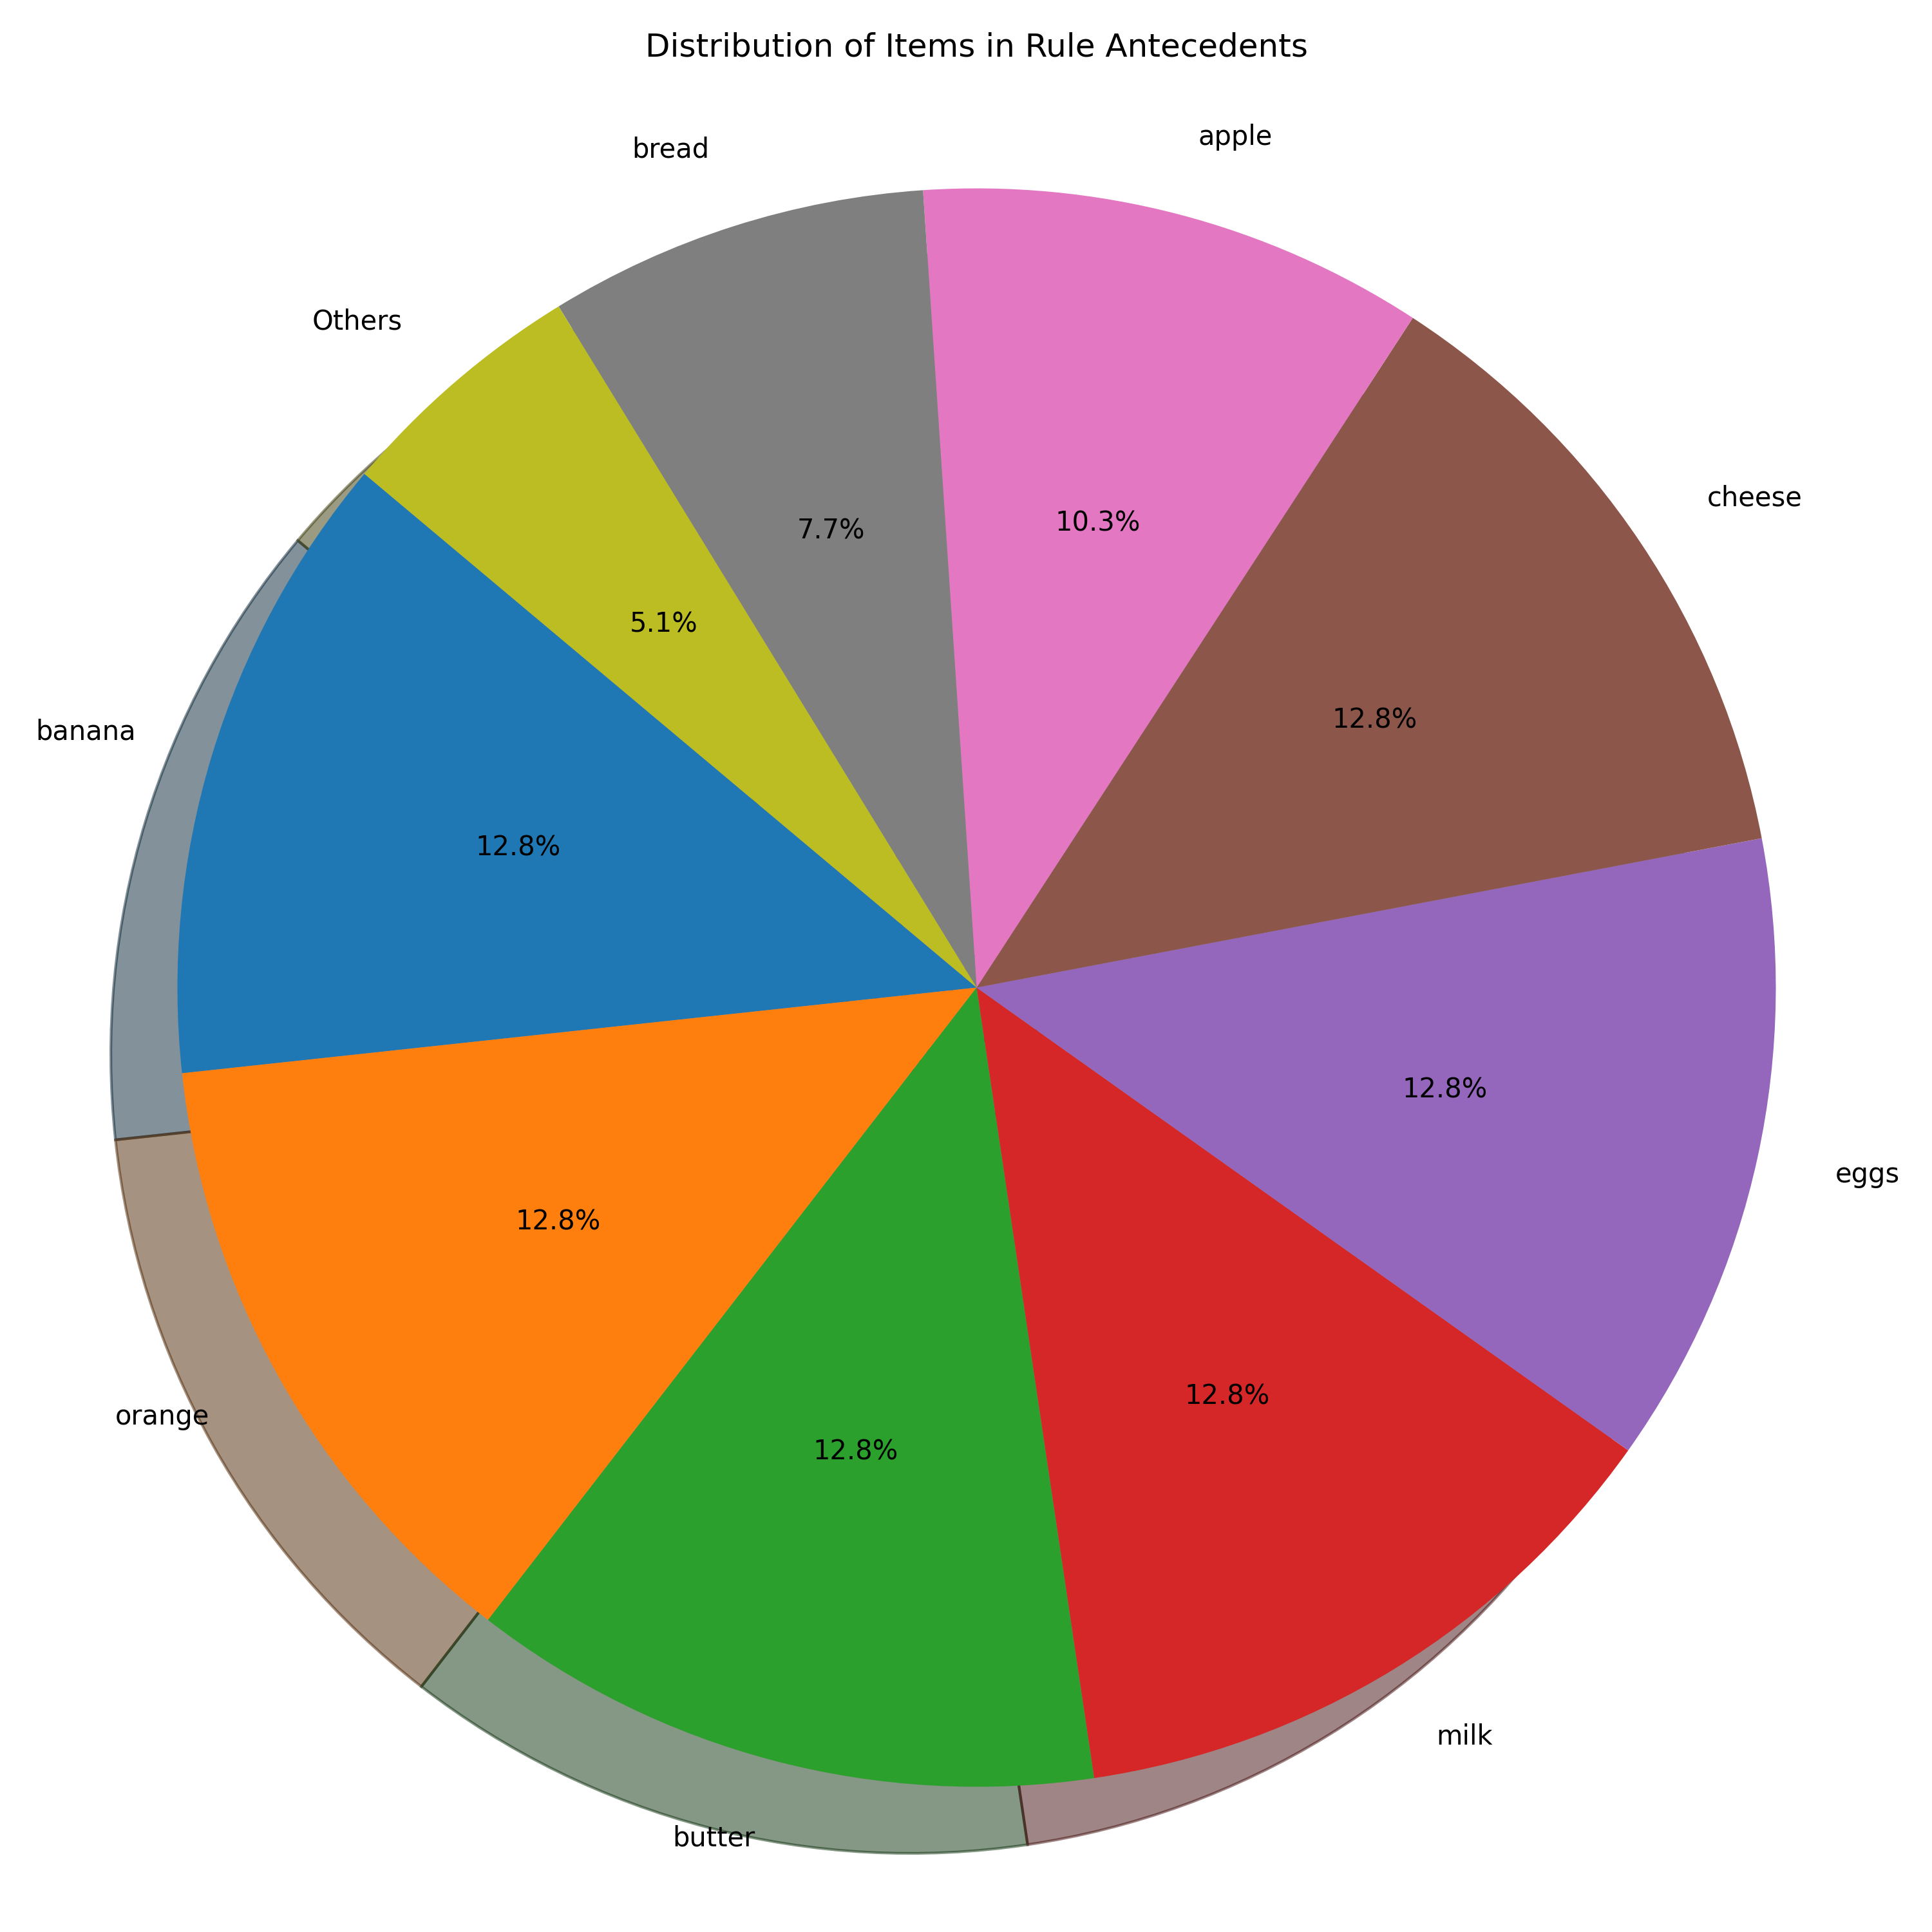 Distribution of Items in Rule Antecedents
apple
bread
Others
cheese
10.3%
7.7%
5.1%
12.8%
banana
12.8%
12.8%
eggs
12.8%
orange
12.8%
12.8%
milk
butter